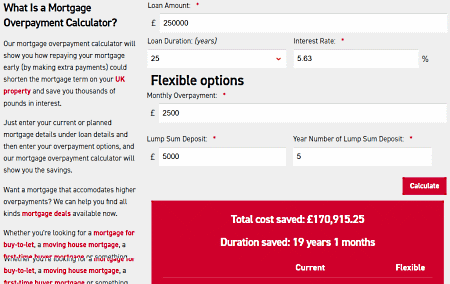 What Is a Mortgage
Overpayment Calculator?
Our mortgage overpayment calculator will
show you how repaying your mortgage
early (by making extra payments) could
shorten the mortgage term on your UK
property and save you thousands of
pounds in interest.
Just enter your current or planned
mortgage details under loan details and
then enter your overpayment options, and
our mortgage overpayment calculator will
show you the savings.
Want a mortgage that accomodates higher
overpayments? We can help you find all
kinds mortgage deals available now.
Whether you're looking for a mortgage for
buy-to-let, a moving house mortgage, a
first-time buyer mortgage or something
Whether you're looking for a mortgage for
buy-to-let, a moving house mortgage, a
first-time buyer mortgage or something
Loan Amount: *
£ 250000
Loan Duration: (years) Interest Rate: *
25 5.63 %
Flexible options
Monthly Overpayment: *
£ 2500
Lump Sum Deposit: * Year Number of Lump Sum Deposit: *
£ 5000 5
Calculate
Total cost saved: £170,915.25
Duration saved: 19 years 1 months
Current Flexible